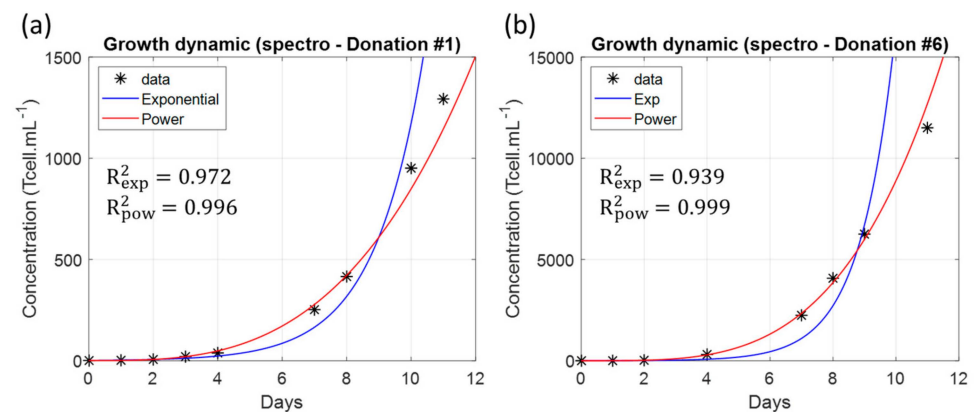 (a)
Growth dynamic (spectro - Donation #1)
1500
1000
500
0
Concentration (Tcell.mL⁻¹)
data
Exponential
Power
R²exp = 0.972
R²pow = 0.996
0 2 4 6 8 10 12
Days
(b)
Growth dynamic (spectro - Donation #6)
15000
10000
5000
0
Concentration (Tcell.mL⁻¹)
data
Exp
Power
R²exp = 0.939
R²pow = 0.999
0 2 4 6 8 10 12
Days